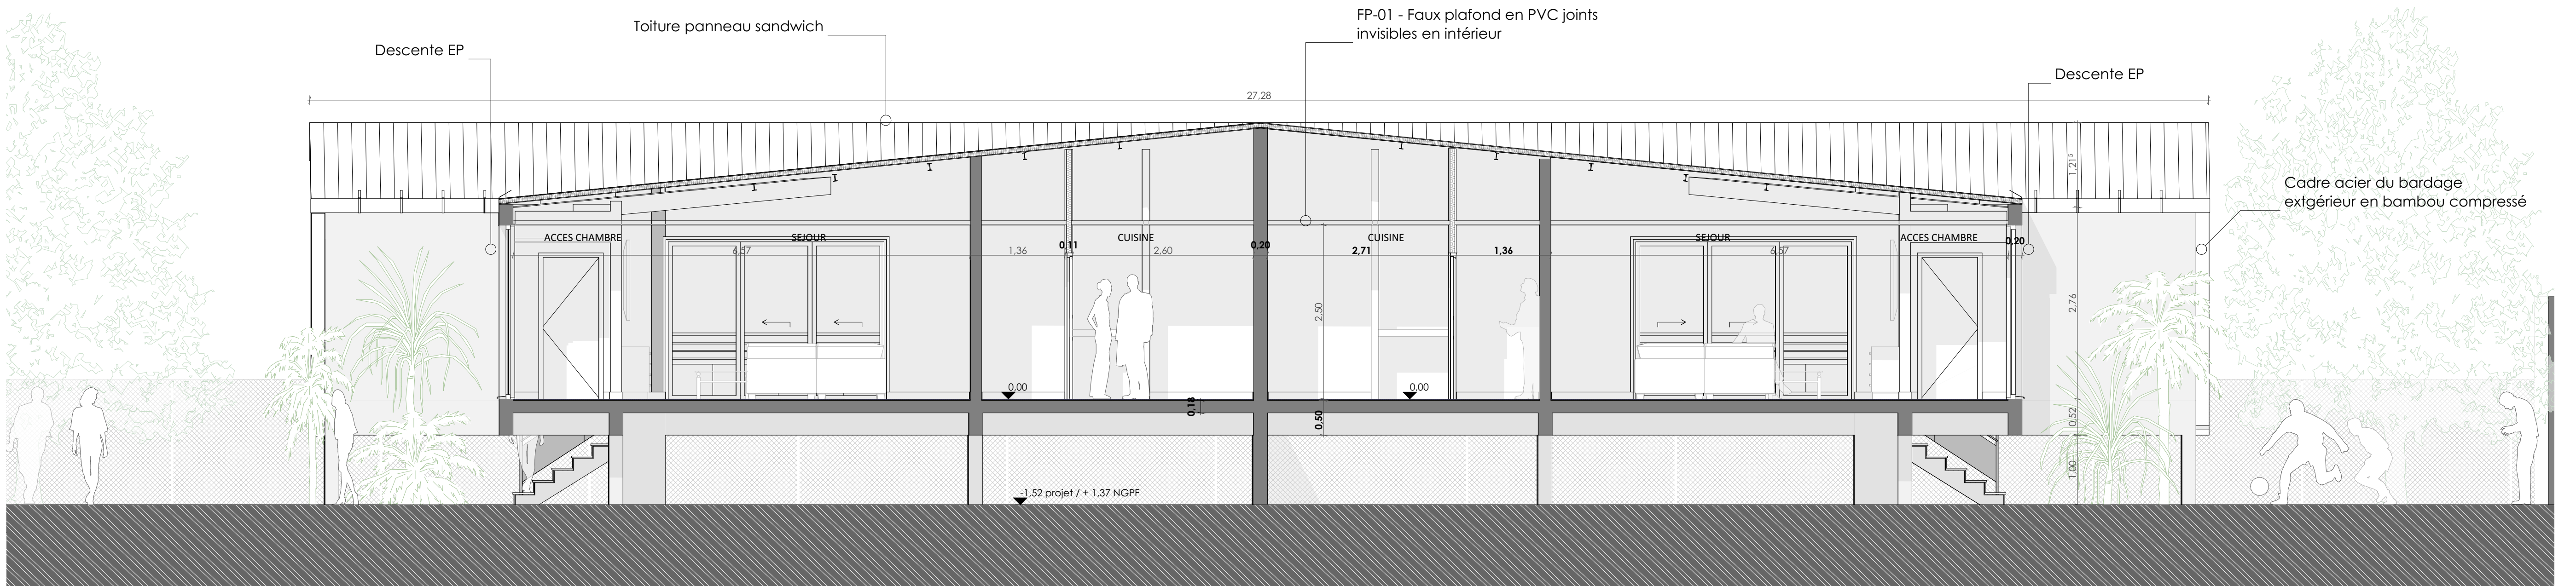 FP-01 - Faux plafond en PVC joints
invisibles en intérieur
Toiture panneau sandwich
Descente EP
Descente EP
27,28
1,21⁵
Cadre acier du bardage
extgérieur en bambou compressé
ACCES CHAMBRE
SEJOUR
CUISINE
CUISINE
SEJOUR
ACCES CHAMBRE
6,57
1,36
0,11
2,60
0,20
2,71
1,36
6,57
0,20
2,50
2,76
0,00
0,00
0,18
0,50
0,52
1,00
-1,52 projet / + 1,37 NGPF